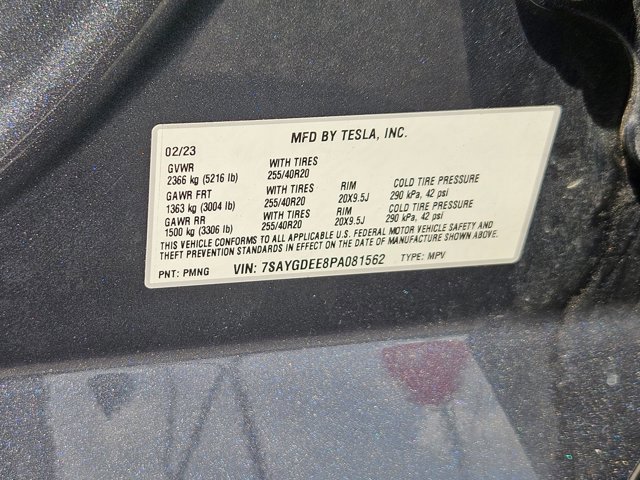 MFD BY TESLA, INC.
02/23
GVWR WITH TIRES
2366 kg (5216 lb) 255/40R20
GAWR FRT WITH TIRES RIM COLD TIRE PRESSURE
1363 kg (3004 lb) 255/40R20 20X9.5J 290 kPa, 42 psi
GAWR RR WITH TIRES RIM COLD TIRE PRESSURE
1500 kg (3306 lb) 255/40R20 20X9.5J 290 kPa, 42 psi
THIS VEHICLE CONFORMS TO ALL APPLICABLE U.S. FEDERAL MOTOR VEHICLE SAFETY AND
THEFT PREVENTION STANDARDS IN EFFECT ON THE DATE OF MANUFACTURE SHOWN ABOVE.
PNT: PMNG VIN: 7SAYGDEE8PA081562 TYPE: MPV